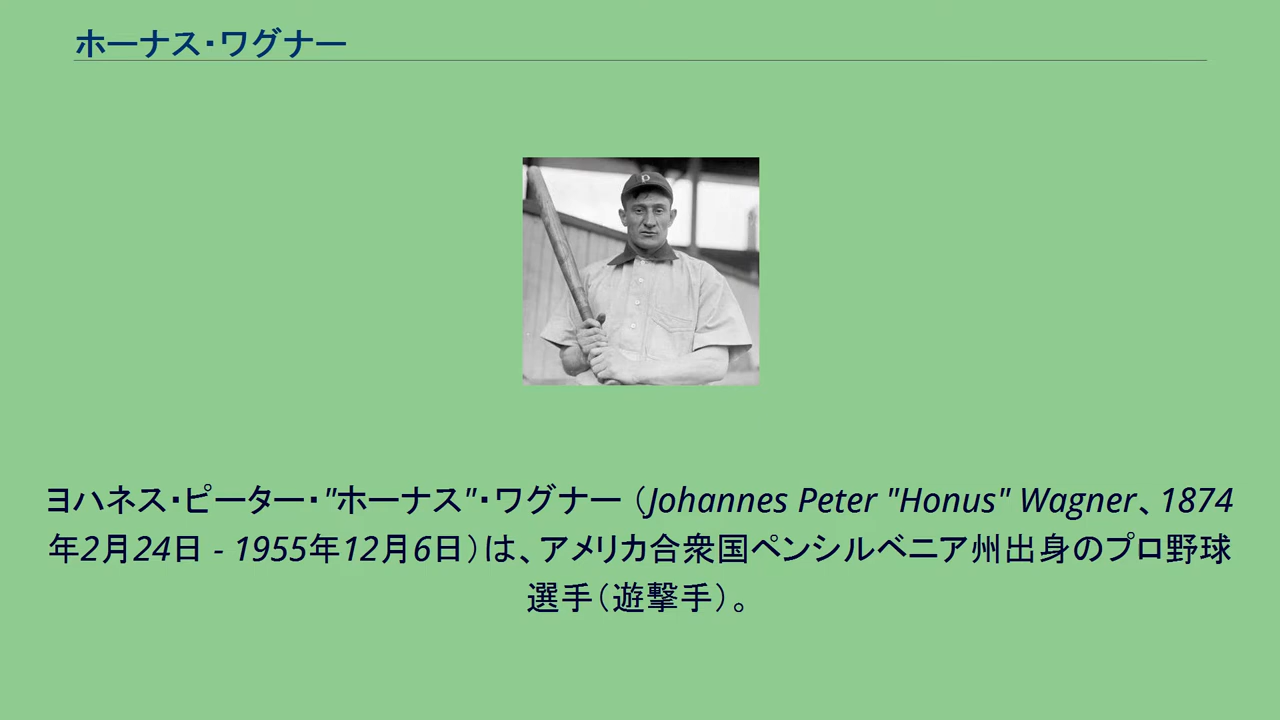 ホーナス・ワグナー
P
ヨハネス・ピーター・"ホーナス"・ワグナー（Johannes Peter "Honus" Wagner、1874
年2月24日 - 1955年12月6日）は、アメリカ合衆国ペンシルベニア州出身のプロ野球
選手（遊撃手）。